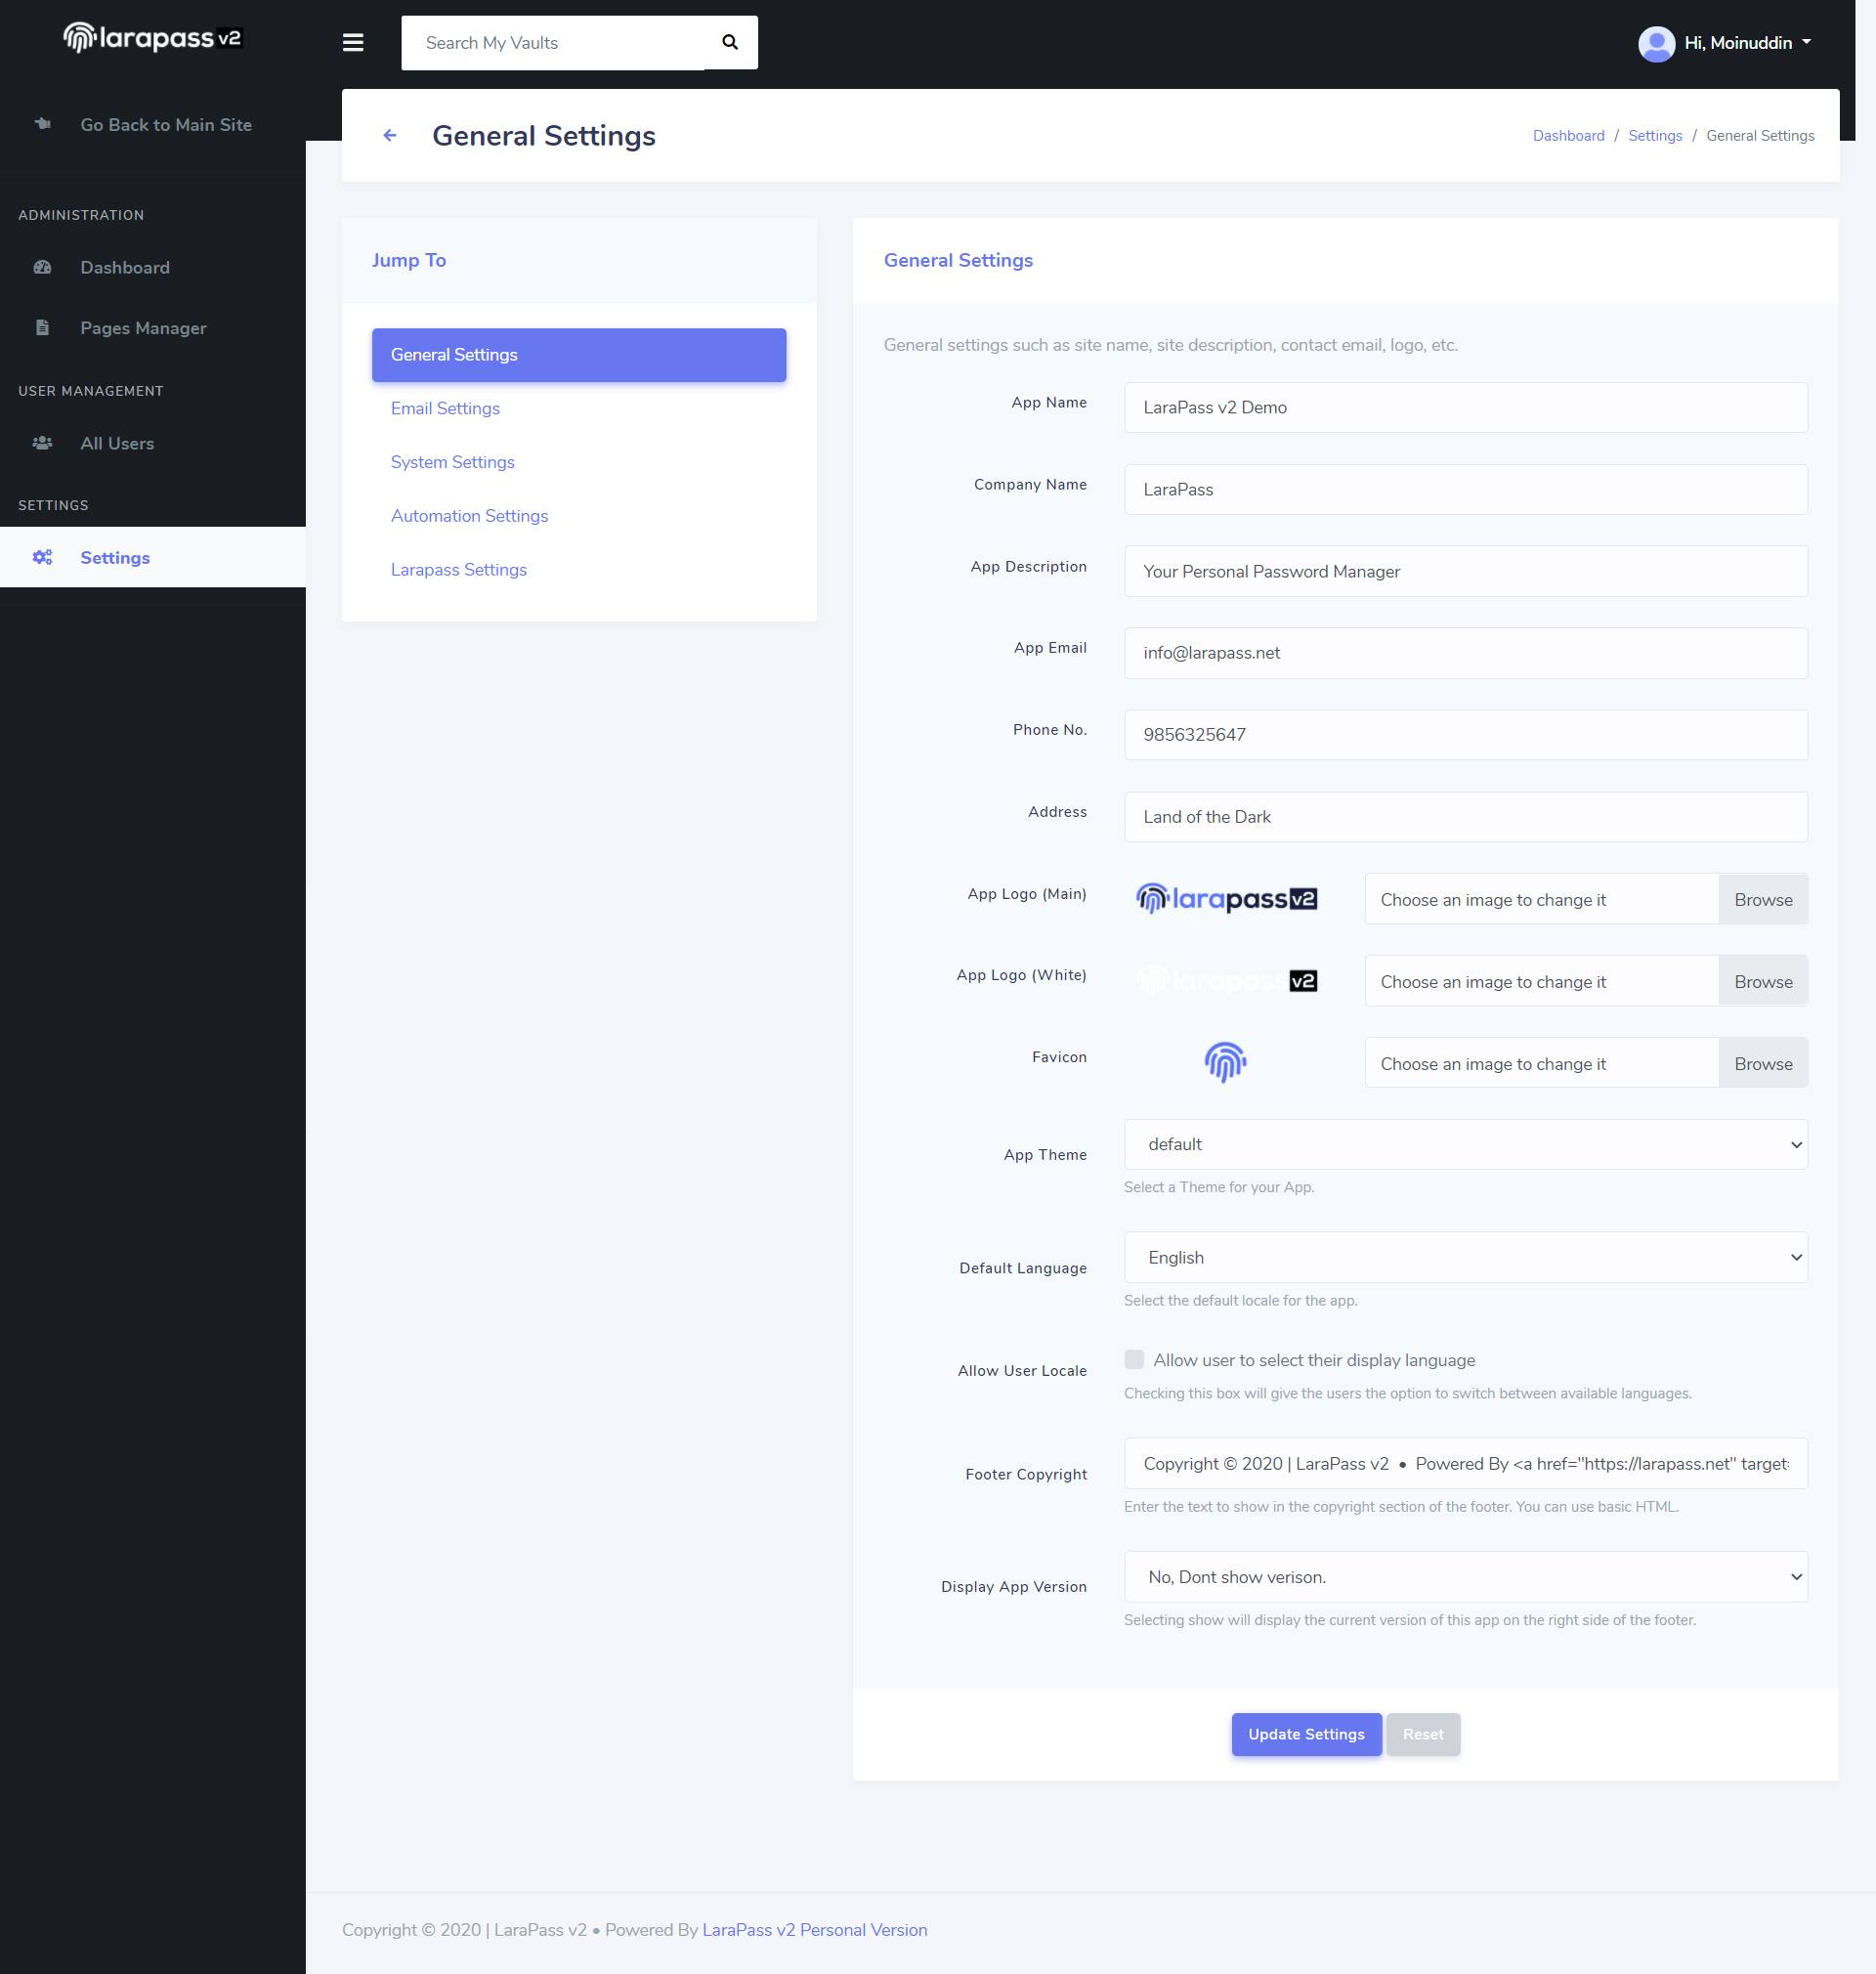 larapass v2
Search My Vaults
Hi, Moinuddin
Go Back to Main Site
General Settings
Dashboard / Settings / General Settings
ADMINISTRATION
Dashboard
Pages Manager
USER MANAGEMENT
All Users
SETTINGS
Settings
Jump To
General Settings
Email Settings
System Settings
Automation Settings
Larapass Settings
General Settings
General settings such as site name, site description, contact email, logo, etc.
App Name
LaraPass v2 Demo
Company Name
LaraPass
App Description
Your Personal Password Manager
App Email
info@larapass.net
Phone No.
9856325647
Address
Land of the Dark
App Logo (Main)
larapass v2
Choose an image to change it
Browse
App Logo (White)
larapass v2
Choose an image to change it
Browse
Favicon
Choose an image to change it
Browse
App Theme
default
Select a Theme for your App.
Default Language
English
Select the default locale for the app.
Allow User Locale
Allow user to select their display language
Checking this box will give the users the option to switch between available languages.
Footer Copyright
Copyright © 2020 | LaraPass v2 • Powered By <a href="https://larapass.net" target=
Enter the text to show in the copyright section of the footer. You can use basic HTML.
Display App Version
No, Dont show verison.
Selecting show will display the current version of this app on the right side of the footer.
Update Settings
Reset
Copyright © 2020 | LaraPass v2 • Powered By LaraPass v2 Personal Version